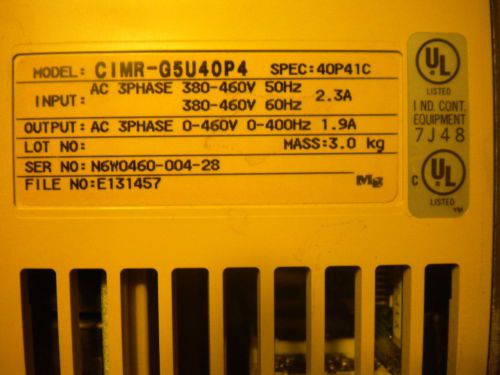 MODEL: CIMR-G5U40P4 SPEC:40P41C
INPUT: AC 3PHASE 380-460V 50Hz 2.3A
380-460V 60Hz
OUTPUT: AC 3PHASE 0-460V 0-400Hz 1.9A
LOT NO: MASS:3.0 kg
SER NO: N6W0460-004-28
FILE NO:E131457
UL
LISTED
IND. CONT.
EQUIPMENT
7J48
C UL
LISTED
TM